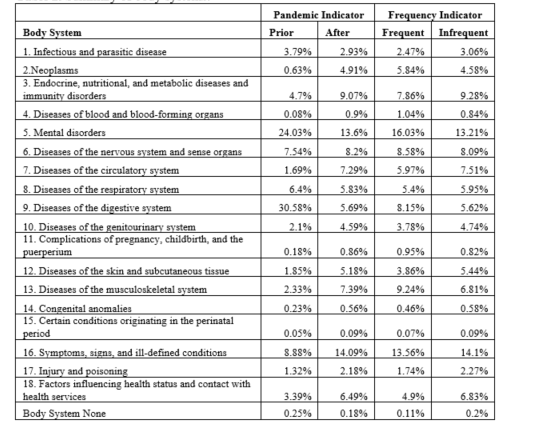 Pandemic Indicator Frequency Indicator
Body System Prior After Frequent Infrequent
1. Infectious and parasitic disease 3.79% 2.93% 2.47% 3.06%
2.Neoplasms 0.63% 4.91% 5.84% 4.58%
3. Endocrine, nutritional, and metabolic diseases and
immunity disorders 4.7% 9.07% 7.86% 9.28%
4. Diseases of blood and blood-forming organs 0.08% 0.9% 1.04% 0.84%
5. Mental disorders 24.03% 13.6% 16.03% 13.21%
6. Diseases of the nervous system and sense organs 7.54% 8.2% 8.58% 8.09%
7. Diseases of the circulatory system 1.69% 7.29% 5.97% 7.51%
8. Diseases of the respiratory system 6.4% 5.83% 5.4% 5.95%
9. Diseases of the digestive system 30.58% 5.69% 8.15% 5.62%
10. Diseases of the genitourinary system 2.1% 4.59% 3.78% 4.74%
11. Complications of pregnancy, childbirth, and the
puerperium 0.18% 0.86% 0.95% 0.82%
12. Diseases of the skin and subcutaneous tissue 1.85% 5.18% 3.86% 5.44%
13. Diseases of the musculoskeletal system 2.33% 7.39% 9.24% 6.81%
14. Congenital anomalies 0.23% 0.56% 0.46% 0.58%
15. Certain conditions originating in the perinatal
period 0.05% 0.09% 0.07% 0.09%
16. Symptoms, signs, and ill-defined conditions 8.88% 14.09% 13.56% 14.1%
17. Injury and poisoning 1.32% 2.18% 1.74% 2.27%
18. Factors influencing health status and contact with
health services 3.39% 6.49% 4.9% 6.83%
Body System None 0.25% 0.18% 0.11% 0.2%